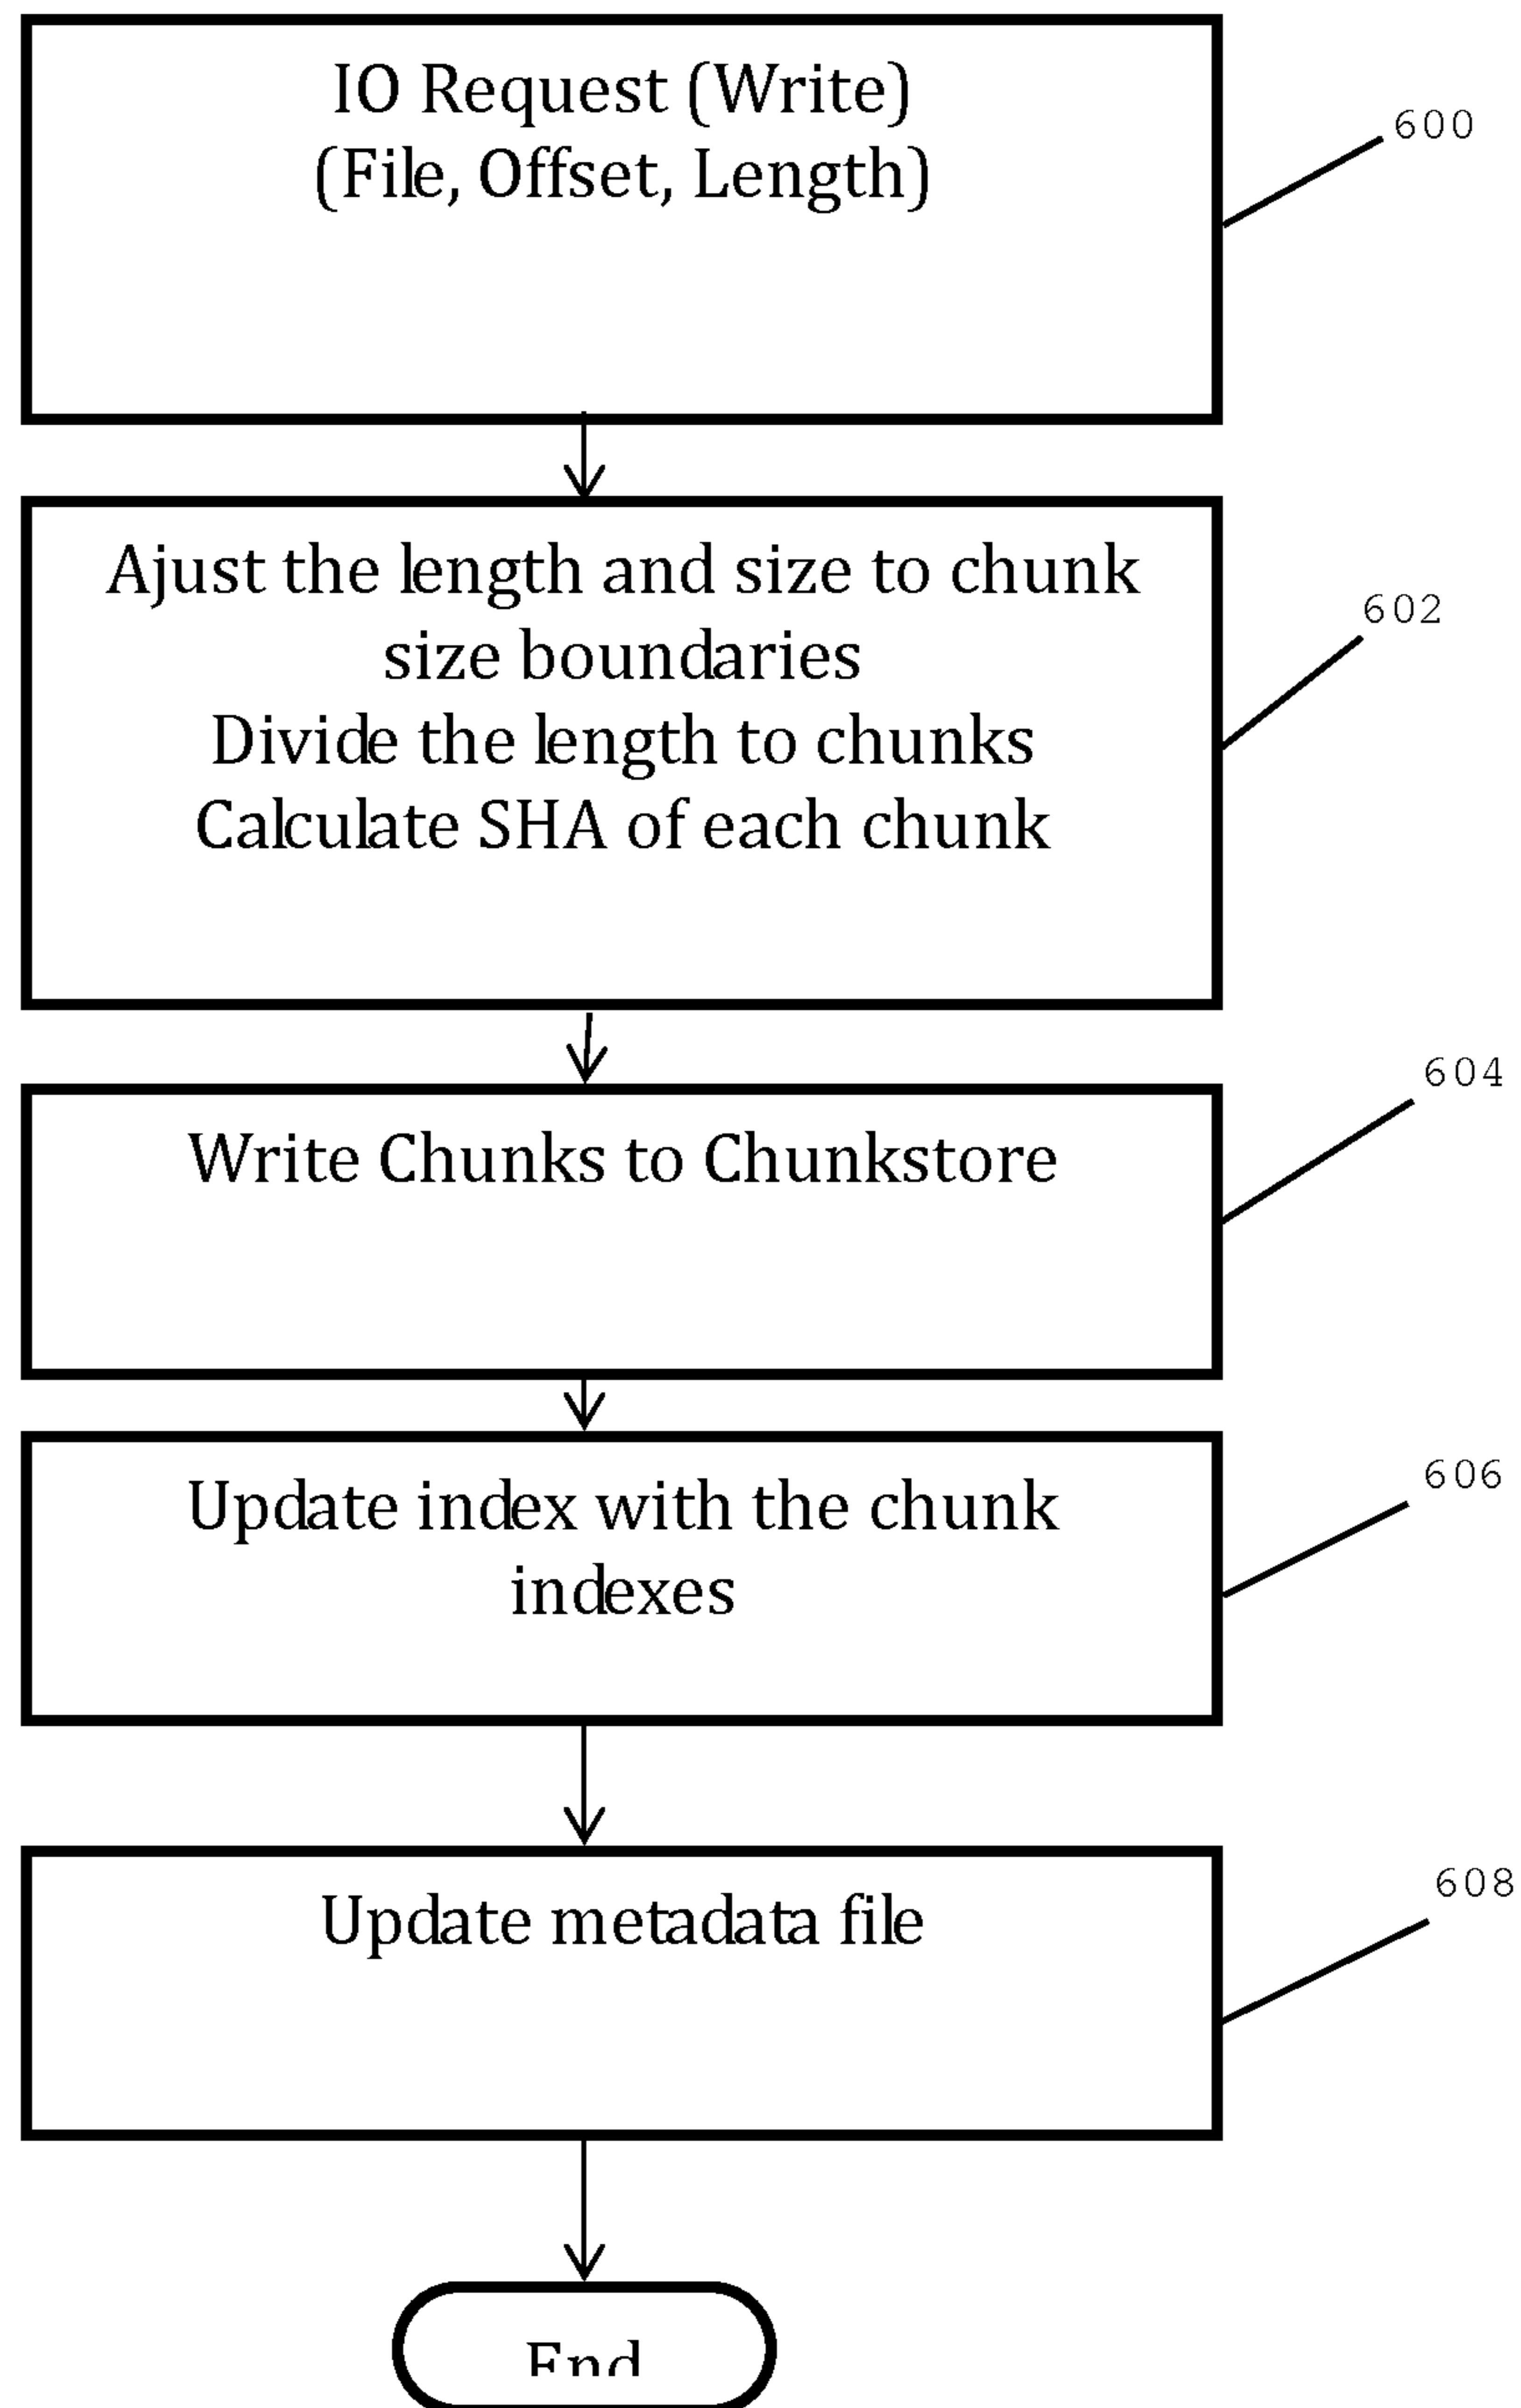 IO Request (Write)
(File, Offset, Length)
600
Ajust the length and size to chunk
size boundaries
Divide the length to chunks
Calculate SHA of each chunk
602
Write Chunks to Chunkstore
604
Update index with the chunk
indexes
606
Update metadata file
608
End